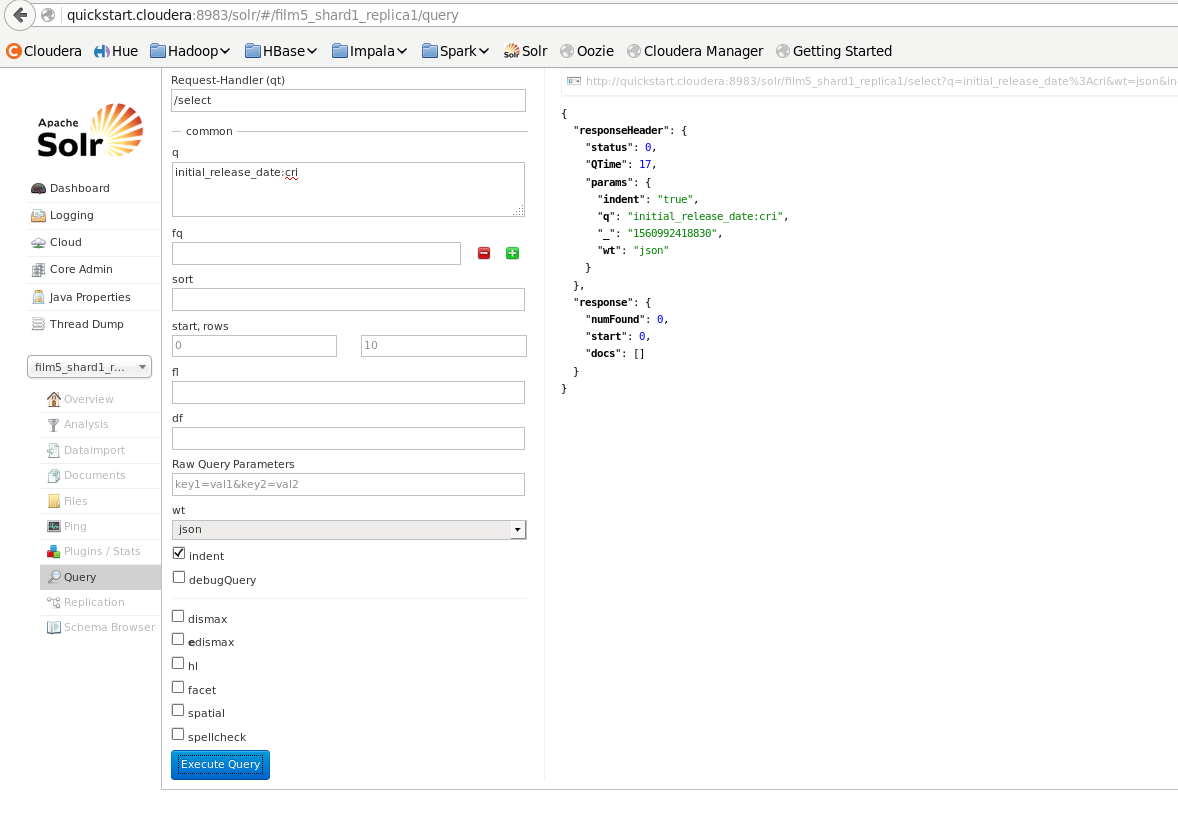 quickstart.cloudera:8983/solr/#/film5_shard1_replica1/query
Cloudera Hue Hadoop HBase Impala Spark Solr Oozie Cloudera Manager Getting Started
Apache
Solr
Dashboard
Logging
Cloud
Core Admin
Java Properties
Thread Dump
film5_shard1_r...
Overview
Analysis
Dataimport
Documents
Files
Ping
Plugins / Stats
Query
Replication
Schema Browser
Request-Handler (qt)
/select
common
q
initial_release_date:cri
fq
sort
start, rows
0 10
fl
df
Raw Query Parameters
key1=val1&key2=val2
wt
json
indent
debugQuery
dismax
edismax
hl
facet
spatial
spellcheck
Execute Query
http://quickstart.cloudera:8983/solr/film5_shard1_replica1/select?q=initial_release_date%3Acri&wt=json&in
{
"responseHeader": {
"status": 0,
"QTime": 17,
"params": {
"indent": "true",
"q": "initial_release_date:cri",
"_": "1560992418830",
"wt": "json"
}
},
"response": {
"numFound": 0,
"start": 0,
"docs": []
}
}